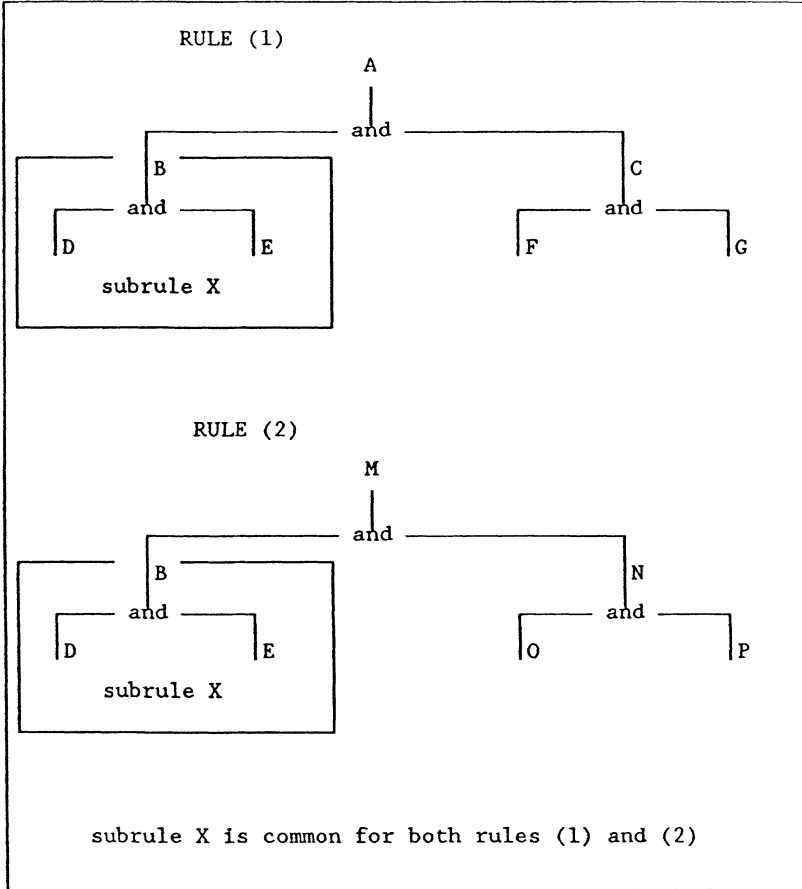 RULE (1)
A
and
B
C
and
and
D
E
F
G
subrule X
RULE (2)
M
and
B
N
and
and
D
E
O
P
subrule X
subrule X is common for both rules (1) and (2)